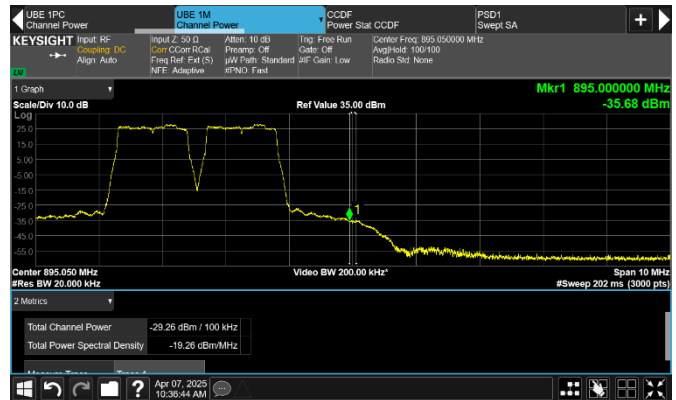 UBE 1PC
Channel Power
UBE 1M
Channel Power
CCDF
Power Stat CCDF
PSD1
Swept SA
KEYSIGHT
Input: RF
Coupling: DC
Align: Auto
LXI
Input Z: 50 Ω
Corr CCorr RCal
Freq Ref: Ext (S)
NFE: Adaptive
Atten: 10 dB
Preamp: Off
µW Path: Standard
#PNO: Fast
Trig: Free Run
Gate: Off
#IF Gain: Low
Center Freq: 895.050000 MHz
Avg|Hold: 100/100
Radio Std: None
1 Graph
Mkr1 895.000000 MHz
Scale/Div 10.0 dB
Ref Value 35.00 dBm
-35.68 dBm
Log
25.0
15.0
5.00
-5.00
-15.0
-25.0
-35.0
-45.0
-55.0
1
Center 895.050 MHz
Video BW 200.00 kHz*
Span 10 MHz
#Res BW 20.000 kHz
#Sweep 202 ms (3000 pts)
2 Metrics
Total Channel Power
-29.26 dBm / 100 kHz
Total Power Spectral Density
-19.26 dBm/MHz
Measure Trace
Apr 07, 2025
10:36:44 AM